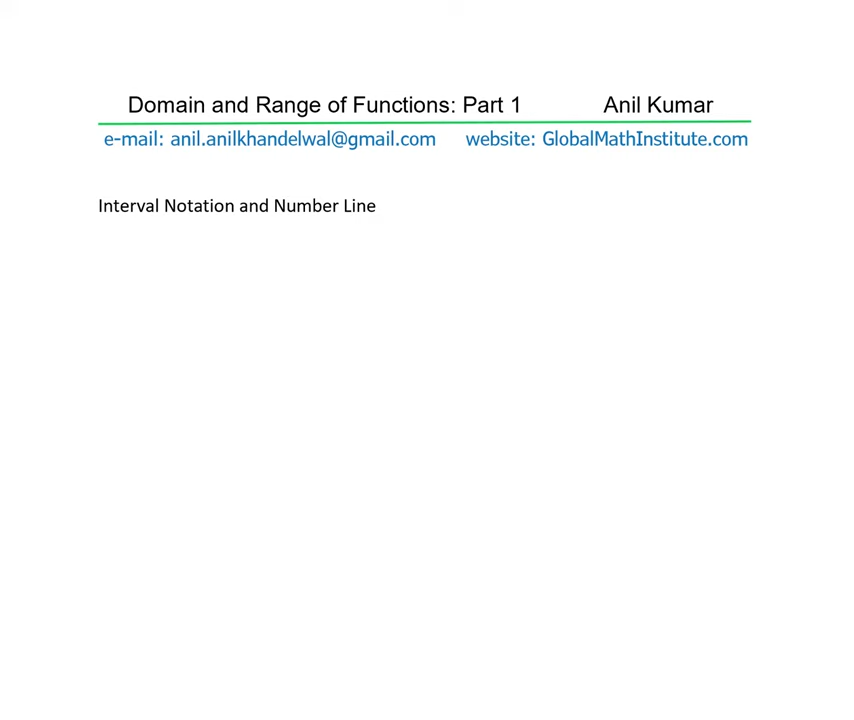 Domain and Range of Functions: Part 1 Anil Kumar
e-mail: anil.anilkhandelwal@gmail.com website: GlobalMathInstitute.com
Interval Notation and Number Line